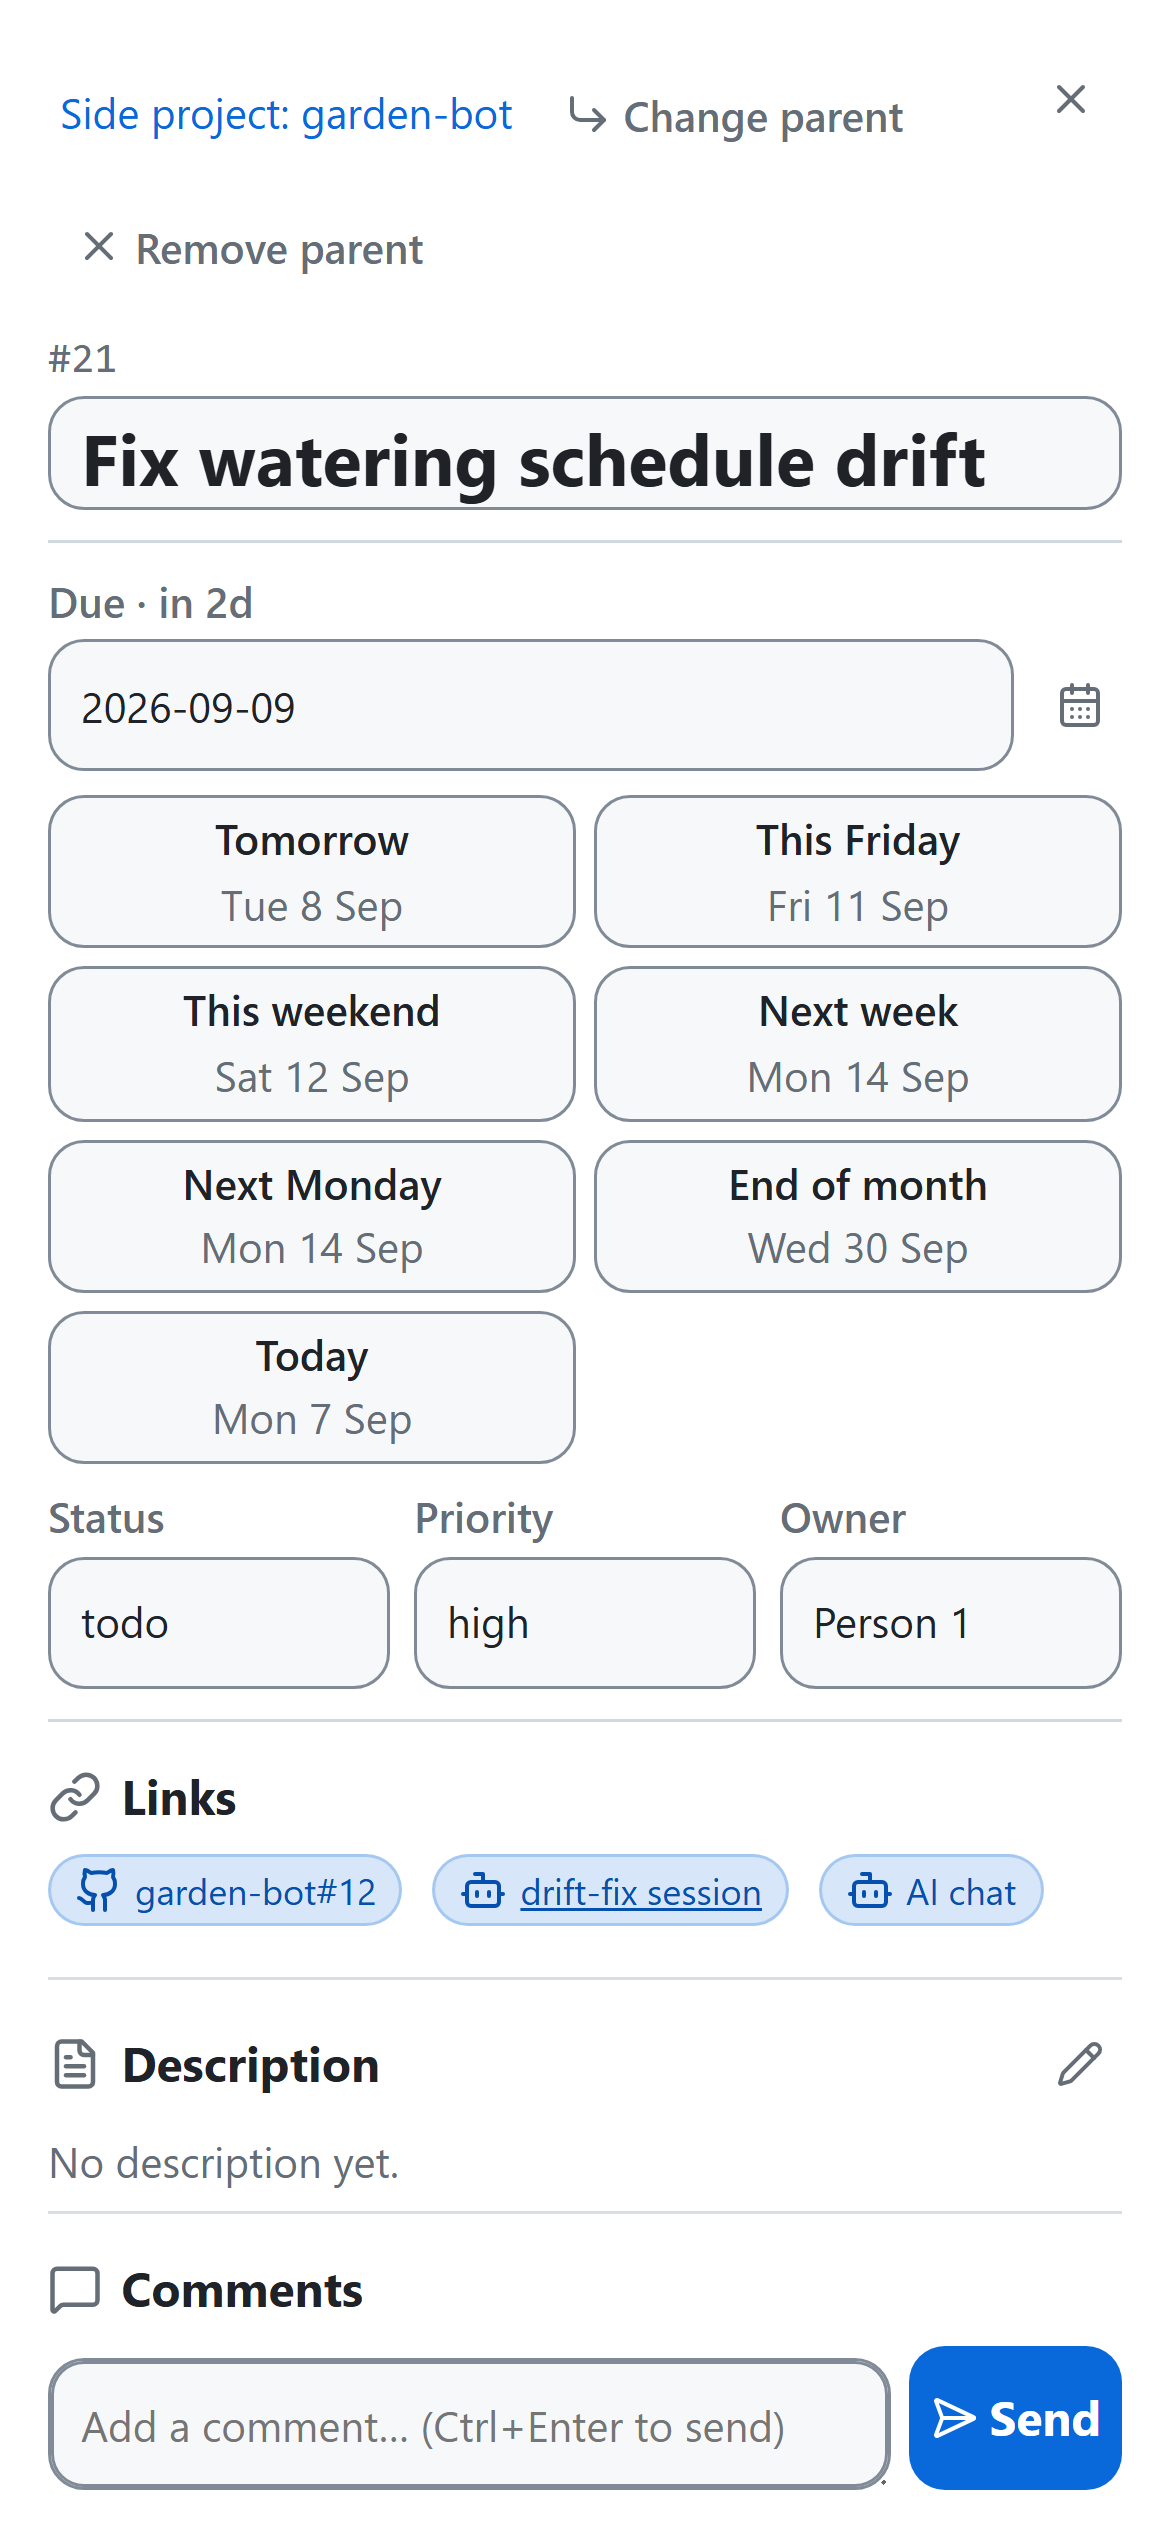 Side project: garden-bot
Change parent
Remove parent
#21
Fix watering schedule drift
Due · in 2d
2026-09-09
Tomorrow
Tue 8 Sep
This Friday
Fri 11 Sep
This weekend
Sat 12 Sep
Next week
Mon 14 Sep
Next Monday
Mon 14 Sep
End of month
Wed 30 Sep
Today
Mon 7 Sep
Status
Priority
Owner
todo
high
Person 1
Links
garden-bot#12
drift-fix session
AI chat
Description
No description yet.
Comments
Add a comment... (Ctrl+Enter to send)
Send